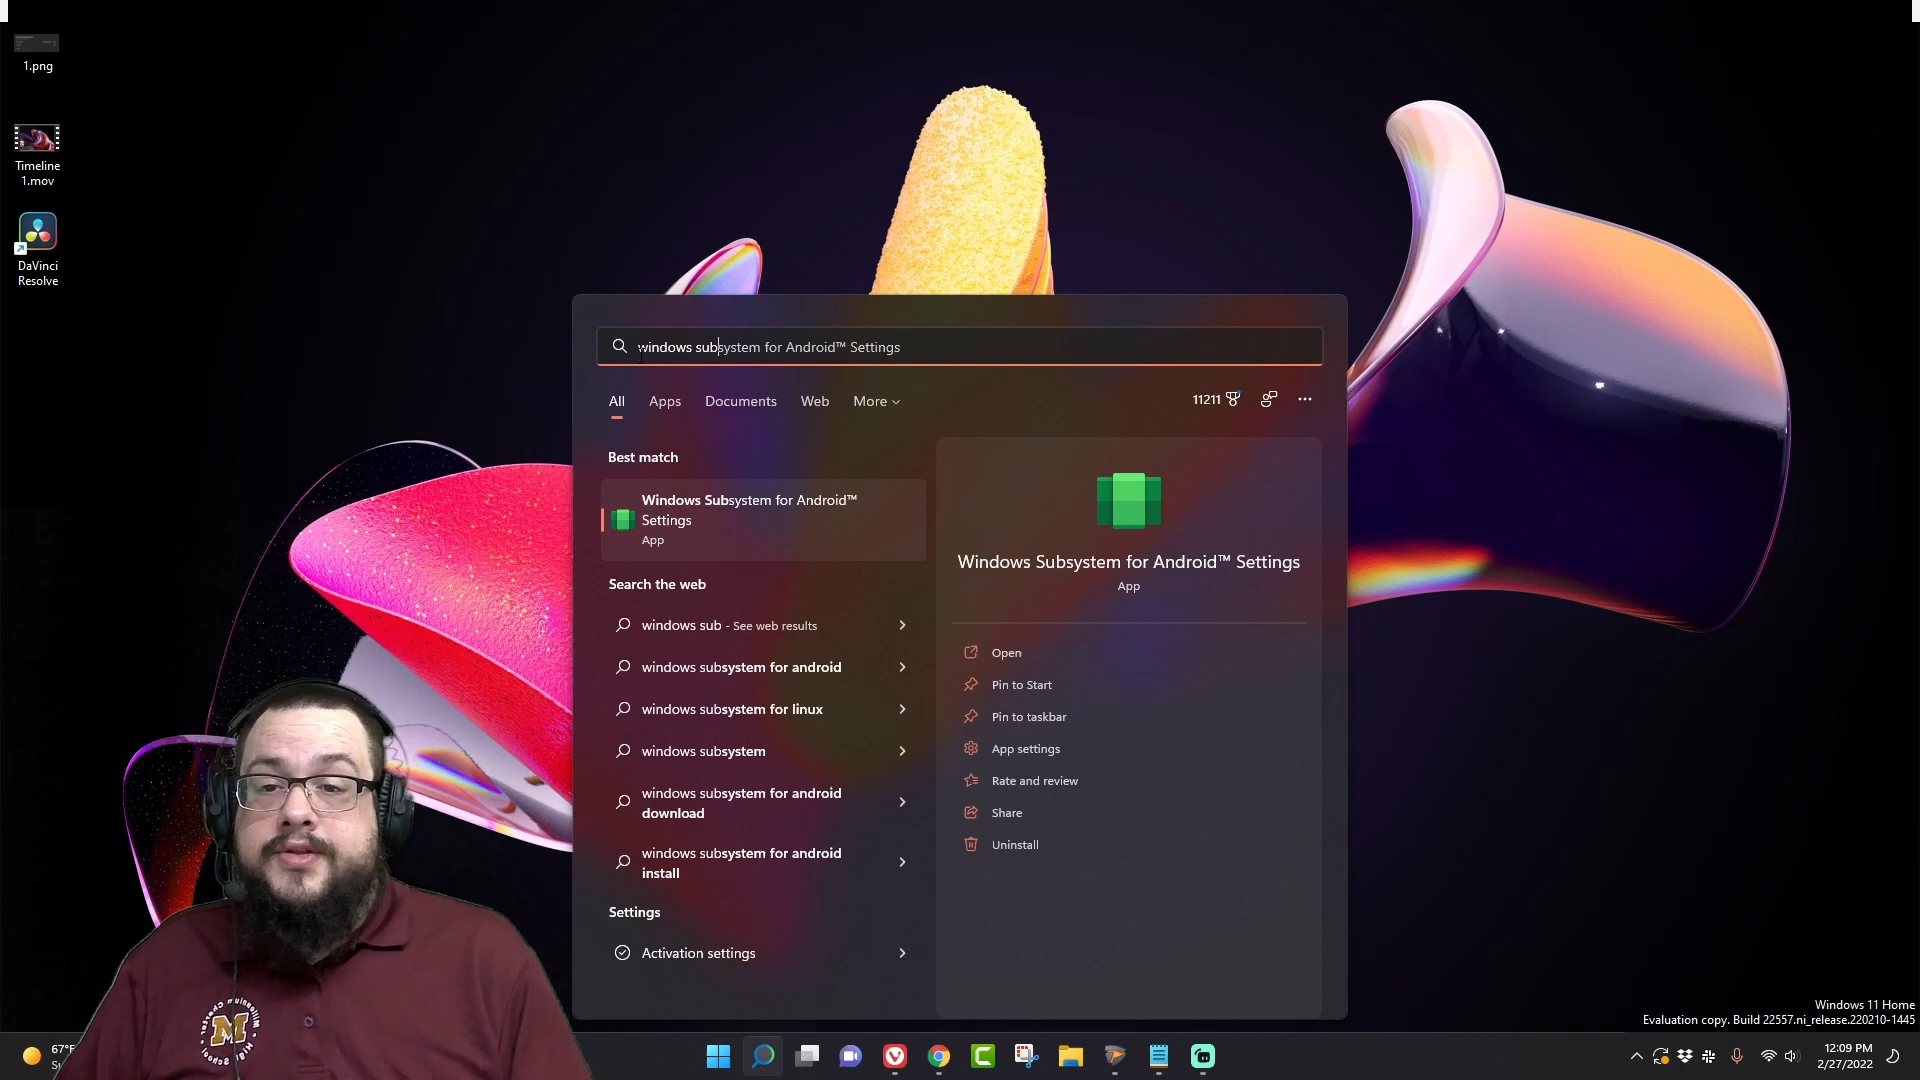 1.png
Timeline
1.mov
DaVinci
Resolve
windows subsystem for Android™ Settings
All Apps Documents Web More
11211
Best match
Windows Subsystem for Android™
Settings
App
Search the web
windows sub - See web results
windows subsystem for android
windows subsystem for linux
windows subsystem
windows subsystem for android
download
windows subsystem for android
install
Settings
Activation settings
Windows Subsystem for Android™ Settings
App
Open
Pin to Start
Pin to taskbar
App settings
Rate and review
Share
Uninstall
M
High School
Windows 11 Home
Evaluation copy. Build 22557.ni_release.220210-1445
67°F
12:09 PM
2/27/2022